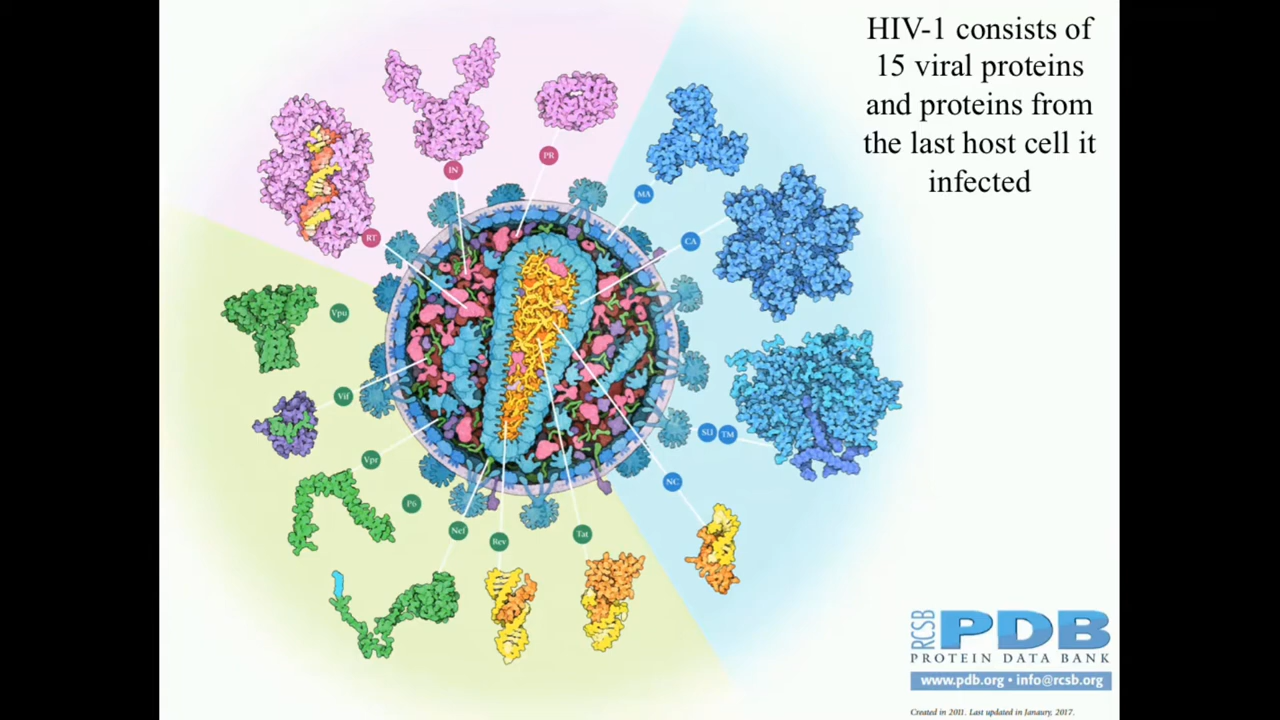 HIV-1 consists of
15 viral proteins
and proteins from
the last host cell it
infected
IN
PR
MA
RT
CA
Vpu
Vif
SU TM
Vpr
NC
P6
Nef
Rev
Tat
RCSB PDB
PROTEIN DATA BANK
www.pdb.org • info@rcsb.org
Created in 2011. Last updated in Janaury, 2017.